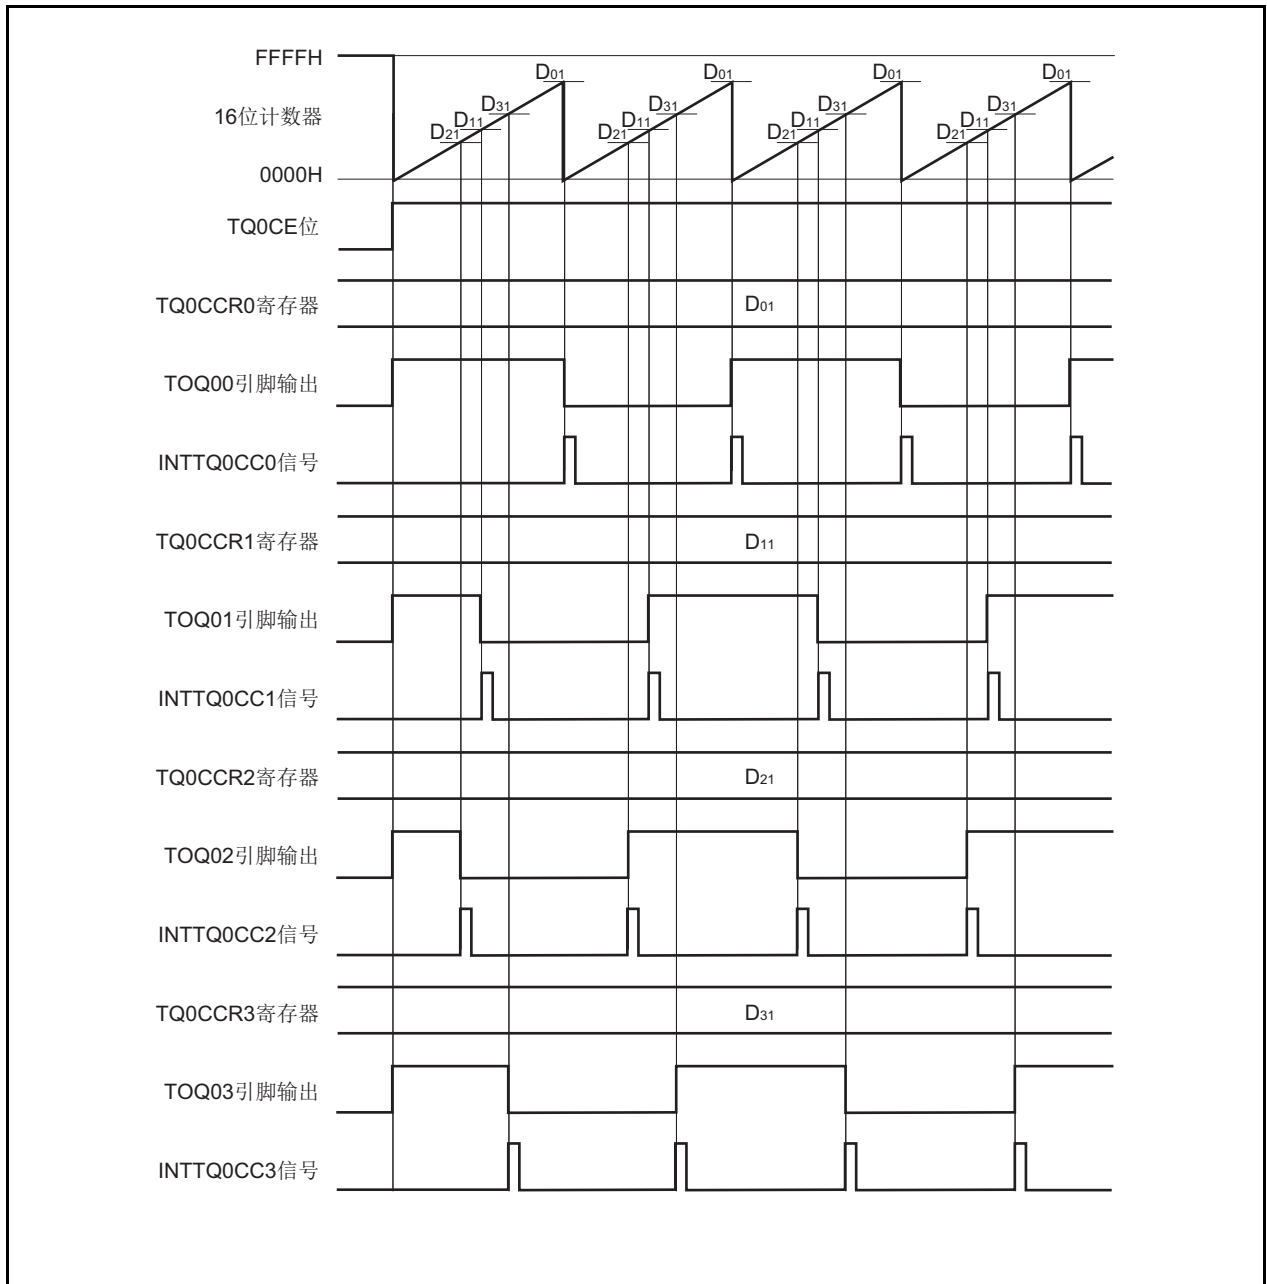 FFFFH
D01 D01 D01 D01
16位计数器
D31 D31 D31 D31
D11 D11 D11 D11
D21 D21 D21 D21
0000H
TQ0CE位
TQ0CCR0寄存器 D01
TOQ00引脚输出
INTTQ0CC0信号
TQ0CCR1寄存器 D11
TOQ01引脚输出
INTTQ0CC1信号
TQ0CCR2寄存器 D21
TOQ02引脚输出
INTTQ0CC2信号
TQ0CCR3寄存器 D31
TOQ03引脚输出
INTTQ0CC3信号